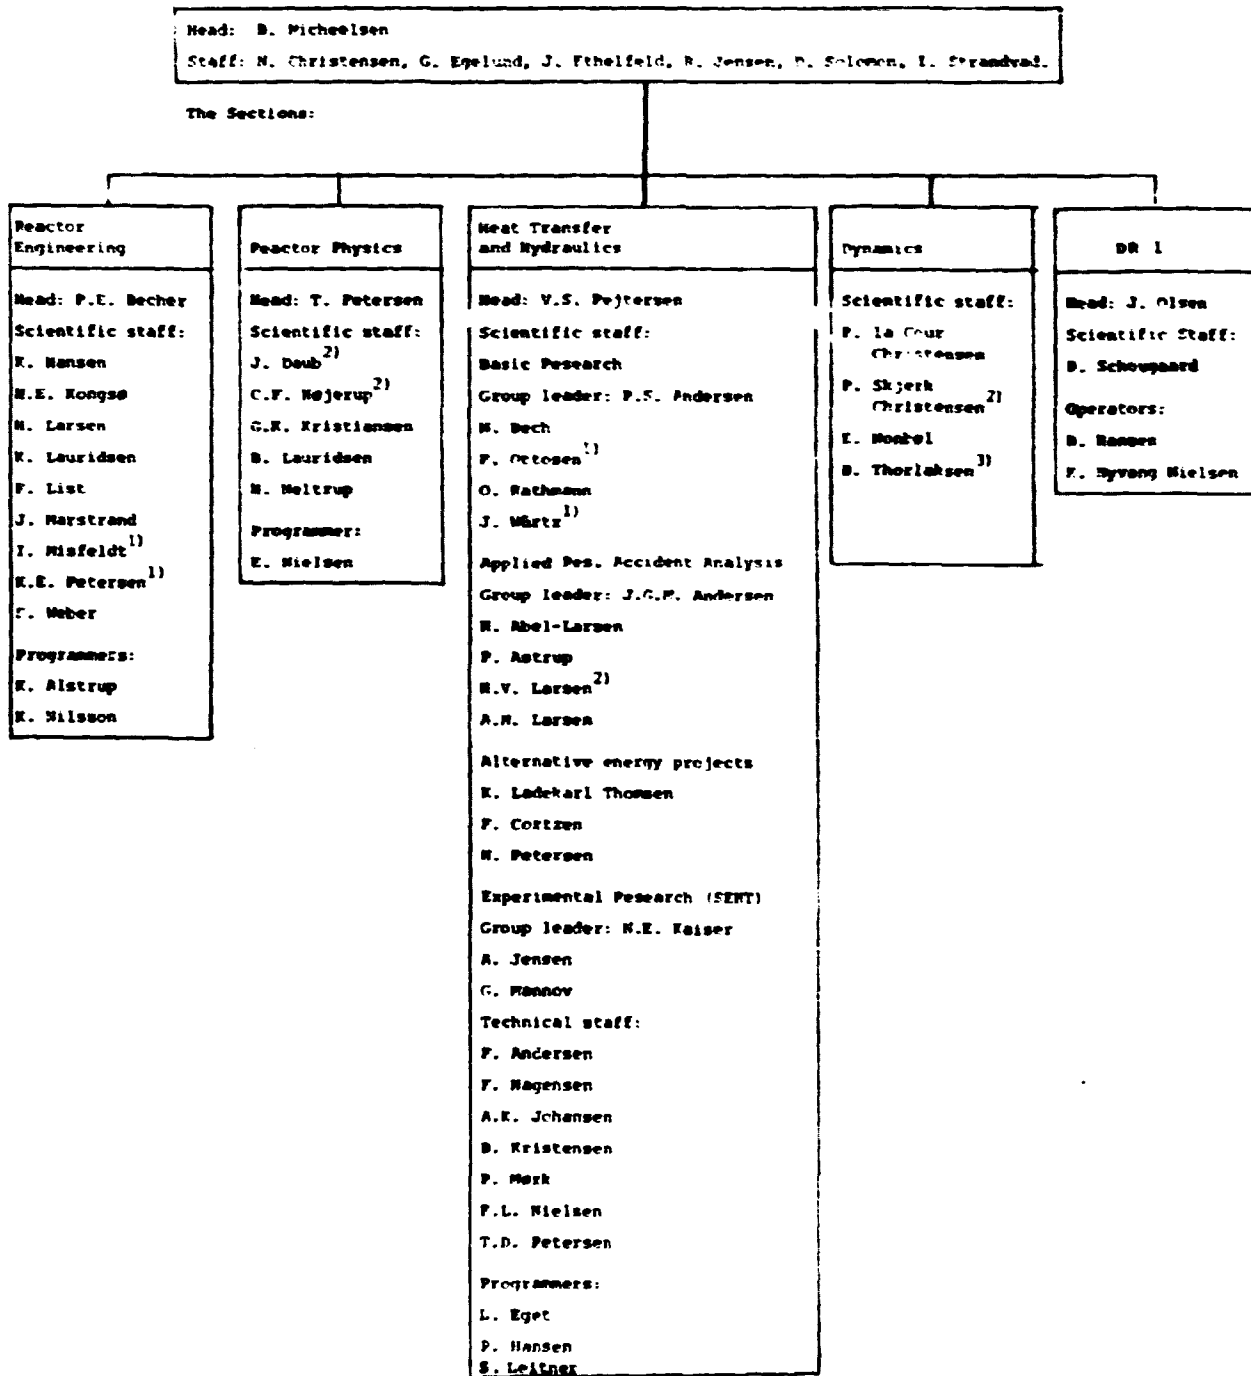 Head: B. Micheelsen
Staff: N. Christensen, G. Egelund, J. Ethelfeld, R. Jensen, Solomon, Strandvad.
The Sections:
Reactor
Engineering
Head: P.E. Becher
Scientific staff:
K. Hansen
Kongsø
Larsen
K. Lauridsen
F. List
J. Marstrand
I. Misfeldt 1)
K.E. Petersen 1)
Weber
Programmers:
K. Alstrup
K. Nilsson
Reactor Physics
Head: T. Petersen
Scientific staff:
J. Daub 2)
C.F. Højerup 2)
G.K. Kristiansen
B. Lauridsen
N. Neltrup
Programmer:
E. Nielsen
Heat Transfer
and Hydraulics
Head: V.S. Pejtersen
Scientific staff:
Basic Research
Group leader: P.S. Andersen
Bech
Ottosen 1)
O. Rathmann
J. Würtz 1)
Applied Res. Accident Analysis
Group leader: J.G.M. Andersen
H. Abel-Larsen
P. Astrup
Larsen 2)
Larsen
Alternative energy projects
K. Ladekarl Thomsen
F. Cortzen
Petersen
Experimental Research (SEHT)
Group leader: N.E. Kaiser
A. Jensen
G. Mannov
Technical staff:
Andersen
Hagensen
A.K. Johansen
B. Kristensen
P. Mørk
Nielsen
T.D. Petersen
Programmers:
L. Eget
P. Hansen
S. Leitner
Dynamics
Scientific staff:
P. la Cour
Christensen
P. Skjerk
Christensen 2)
E. Nonbøl
B. Thorlaksen 3)
DR 1
Head: J. Olsen
Scientific Staff:
Schougaard
Operators:
Hansen
Hyvang Nielsen